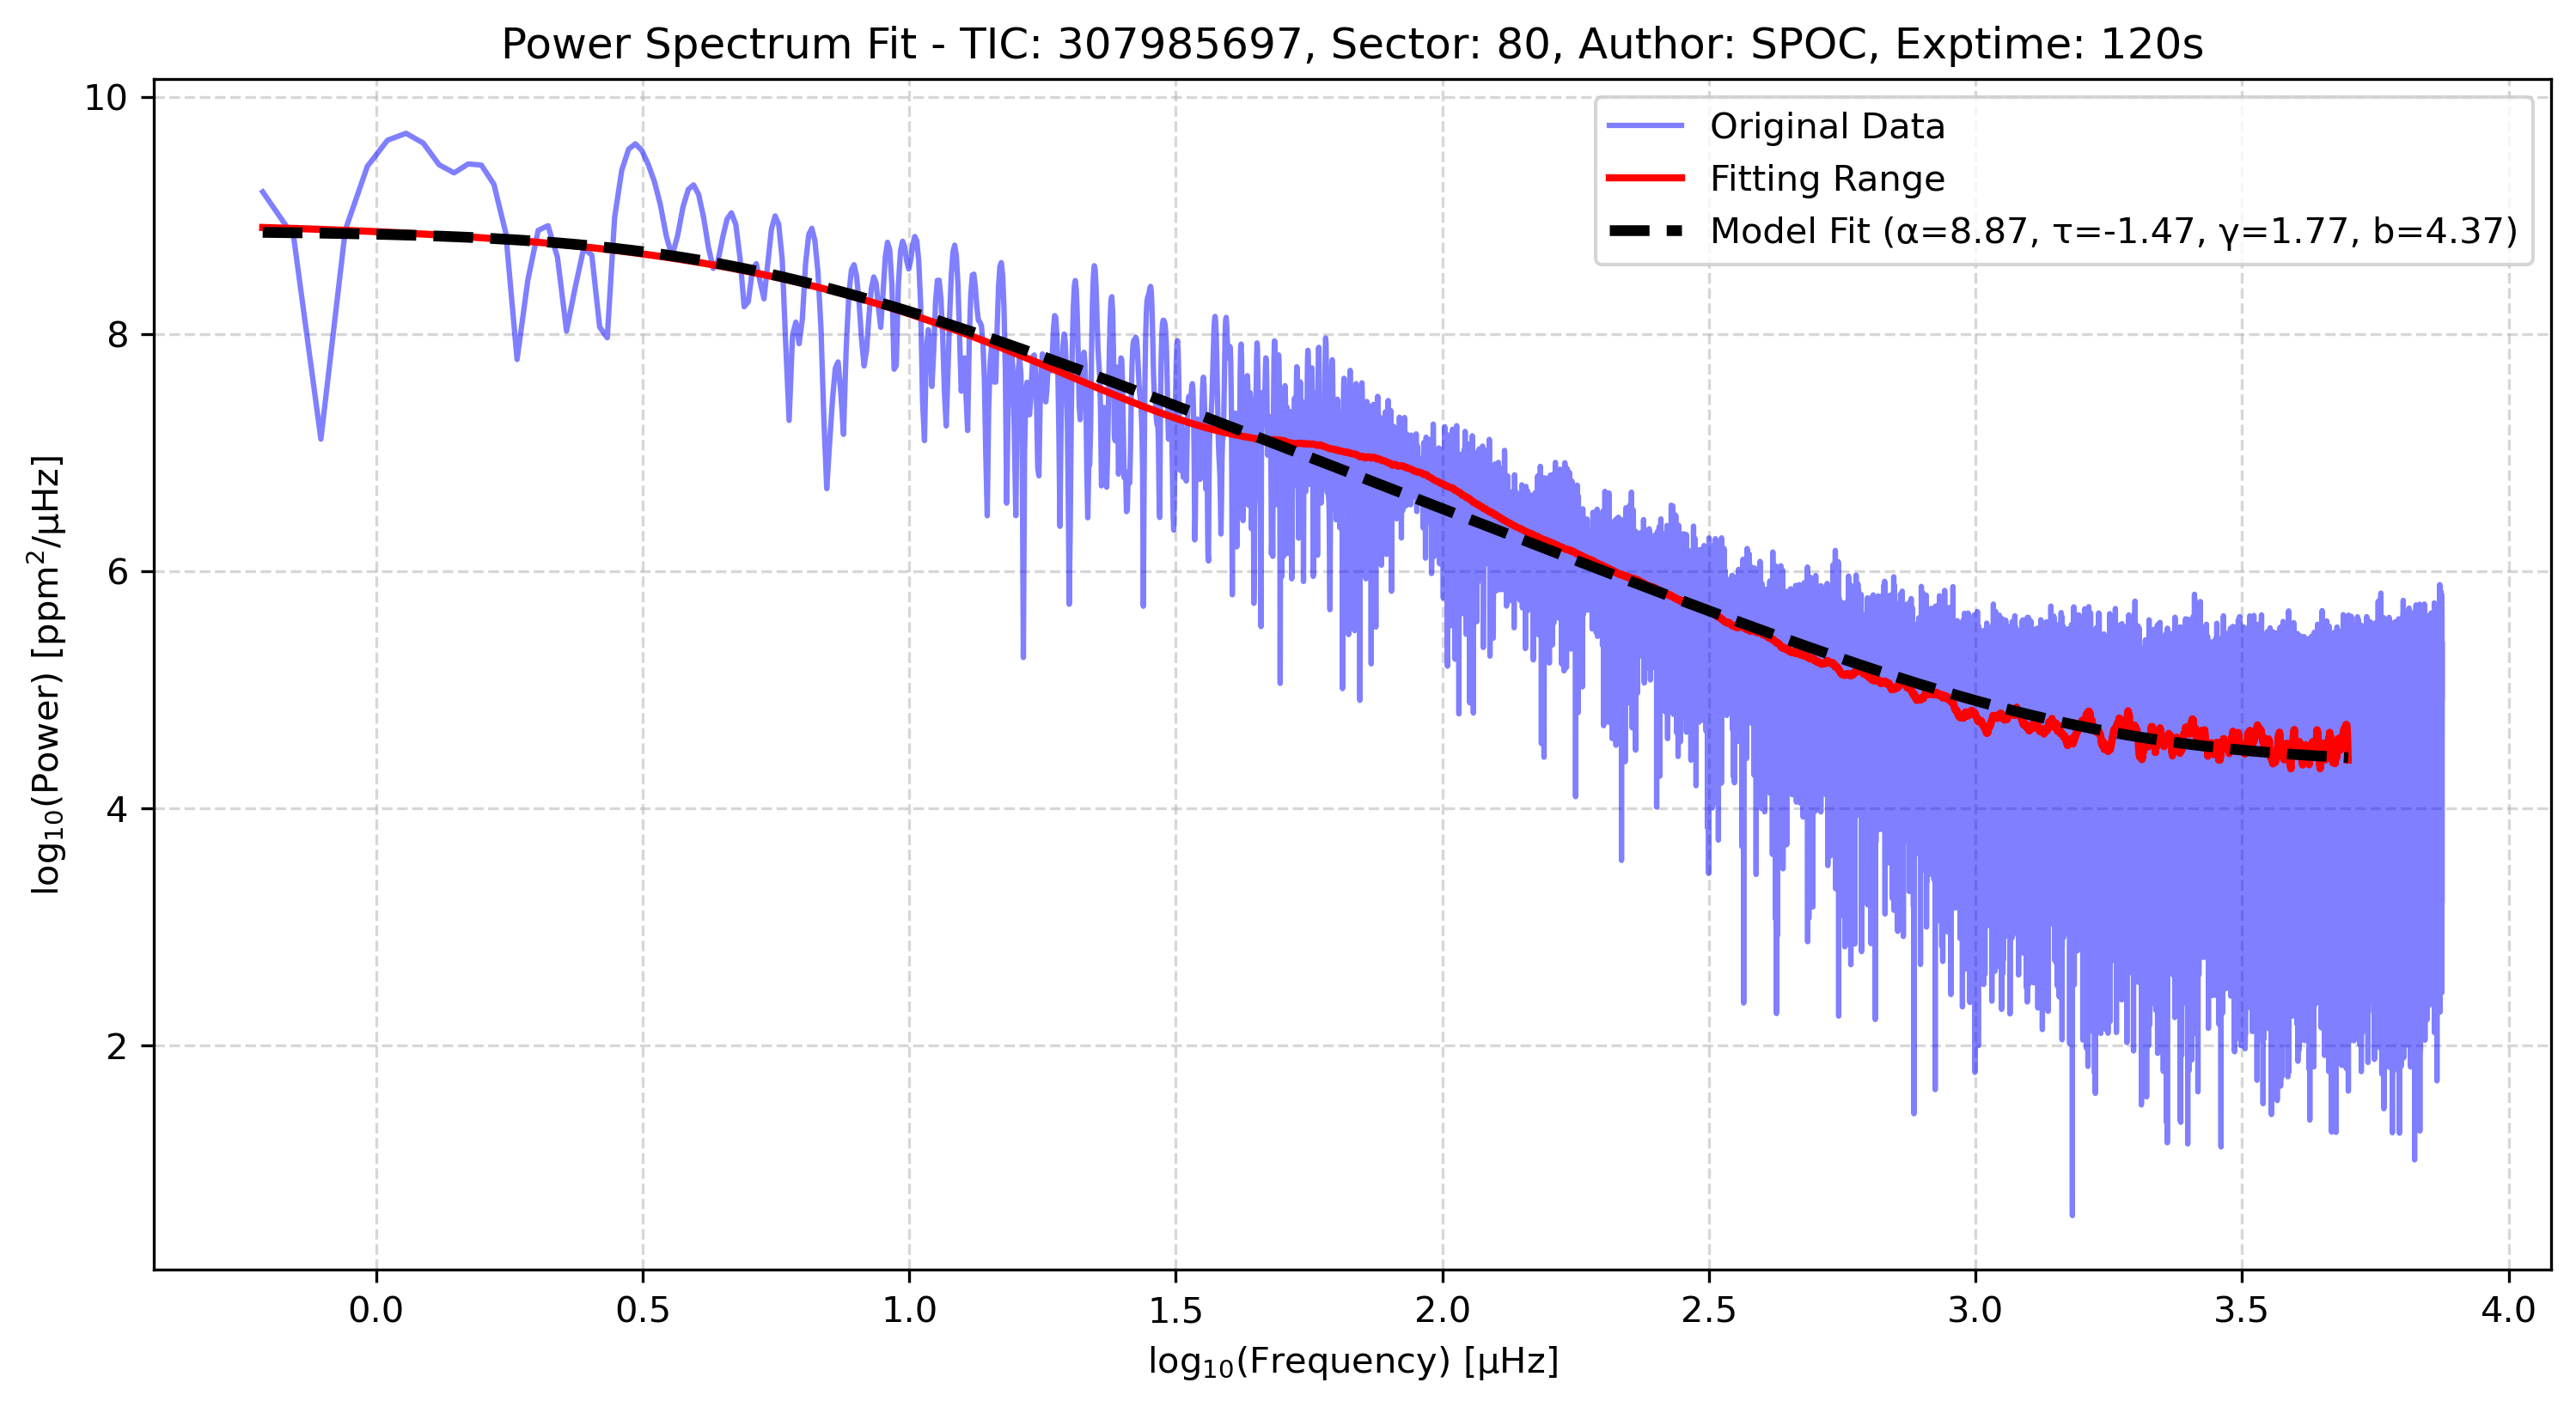 Power Spectrum Fit - TIC: 307985697, Sector: 80, Author: SPOC, Exptime: 120s
Original Data
Fitting Range
Model Fit (α=8.87, τ=-1.47, γ=1.77, b=4.37)
log₁₀(Power) [ppm²/μHz]
10
8
6
4
2
0.0 0.5 1.0 1.5 2.0 2.5 3.0 3.5 4.0
log₁₀(Frequency) [μHz]